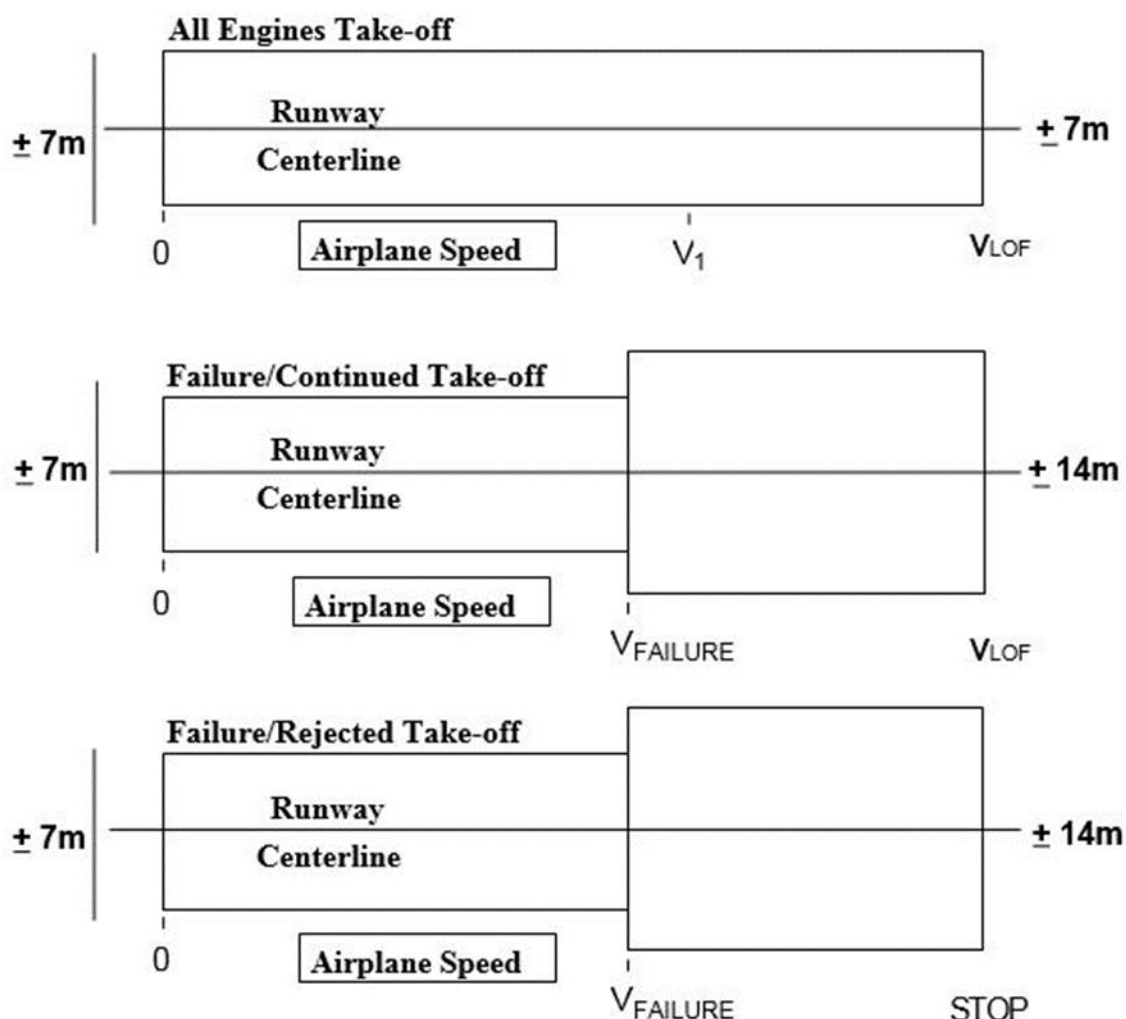 All Engines Take-off
Runway
± 7m
± 7m
Centerline
0
Airplane Speed
V1
VLOF
Failure/Continued Take-off
Runway
± 7m
± 14m
Centerline
0
Airplane Speed
VFAILURE
VLOF
Failure/Rejected Take-off
Runway
± 7m
± 14m
Centerline
0
Airplane Speed
VFAILURE
STOP